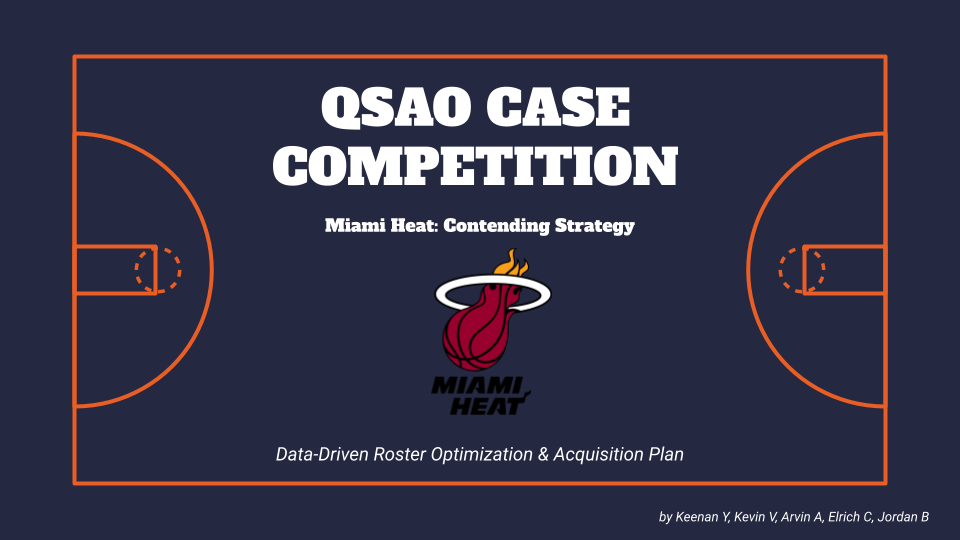 QSAO CASE
COMPETITION
Miami Heat: Contending Strategy
MIAMI
HEAT
Data-Driven Roster Optimization & Acquisition Plan
by Keenan Y, Kevin V, Arvin A, Elrich C, Jordan B